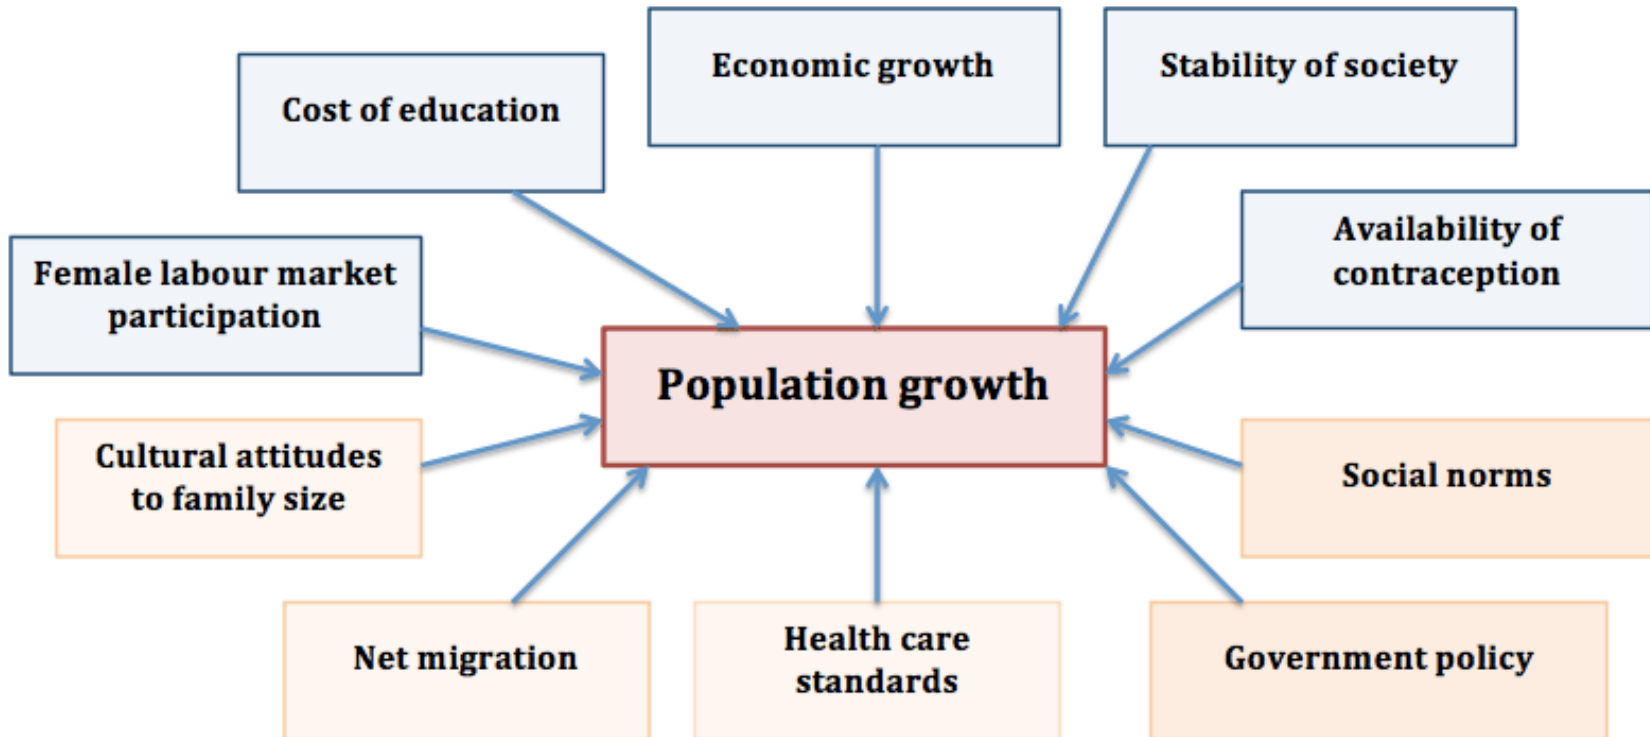 Economic growth
Stability of society
Cost of education
Availability of
contraception
Female labour market
participation
Population growth
Cultural attitudes
to family size
Social norms
Net migration
Health care
standards
Government policy